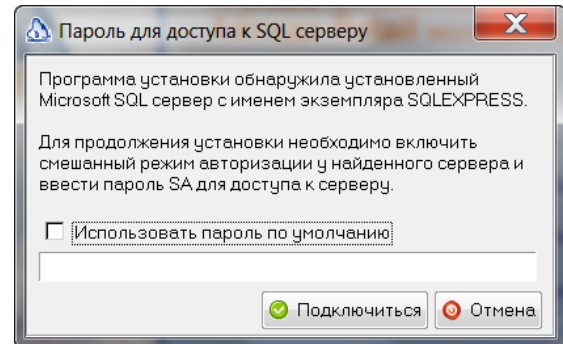 Пароль для доступа к SQL серверу
Программа установки обнаружила установленный
Microsoft SQL сервер с именем экземпляра SQLEXPRESS.
Для продолжения установки необходимо включить
смешанный режим авторизации у найденного сервера и
ввести пароль SA для доступа к серверу.
Использовать пароль по умолчанию
Подключиться
Отмена